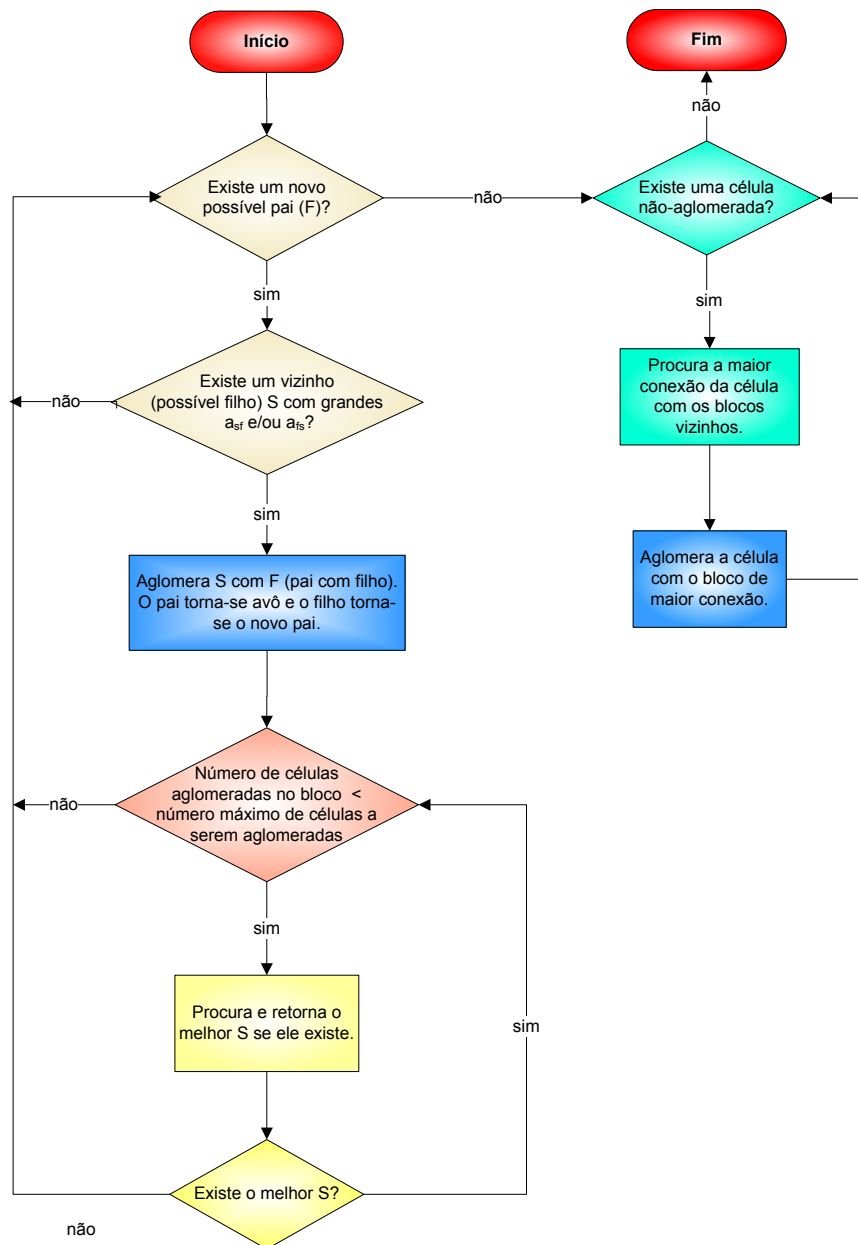 Início
Existe um novo
possível pai (F)?
não
sim
Existe um vizinho
(possível filho) S com grandes
asf e/ou afs?
não
sim
Aglomera S com F (pai com filho).
O pai torna-se avô e o filho torna-
se o novo pai.
Número de células
aglomeradas no bloco <
número máximo de células a
serem aglomeradas
não
sim
Procura e retorna o
melhor S se ele existe.
sim
Existe o melhor S?
não
Fim
não
Existe uma célula
não-aglomerada?
sim
Procura a maior
conexão da célula
com os blocos
vizinhos.
Aglomera a célula
com o bloco de
maior conexão.